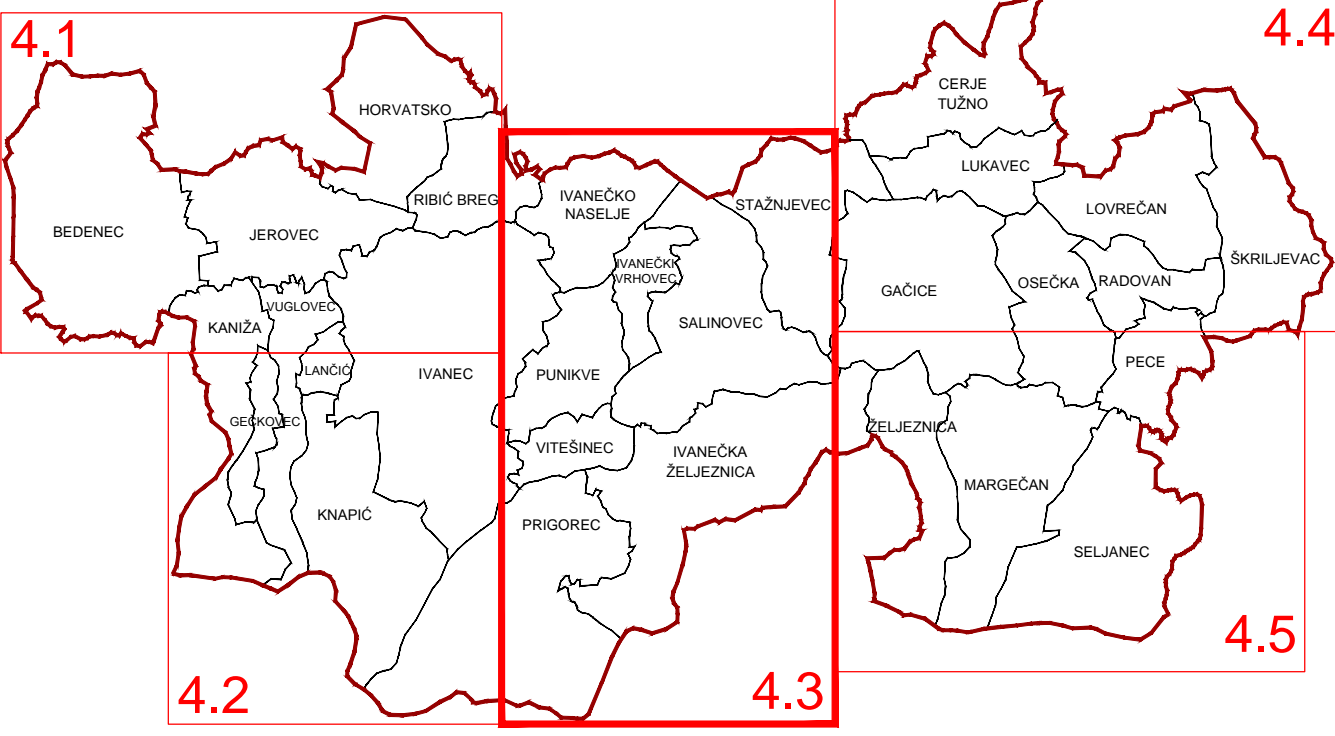 4.1
4.4
HORVATSKO
CERJE
TUŽNO
LUKAVEC
RIBIĆ BREG
IVANEČKO
NASELJE
STAŽNJEVEC
LOVREČAN
BEDENEC
JEROVEC
IVANEČKI
VRHOVEC
ŠKRILJEVAC
GAČICE
OSEČKA
RADOVAN
VUGLOVEC
KANIŽA
SALINOVEC
LANČIĆ
IVANEC
PUNIKVE
PECE
GEČKOVEC
ŽELJEZNICA
VITEŠINEC
IVANEČKA
ŽELJEZNICA
MARGEČAN
KNAPIĆ
PRIGOREC
SELJANEC
4.5
4.2
4.3